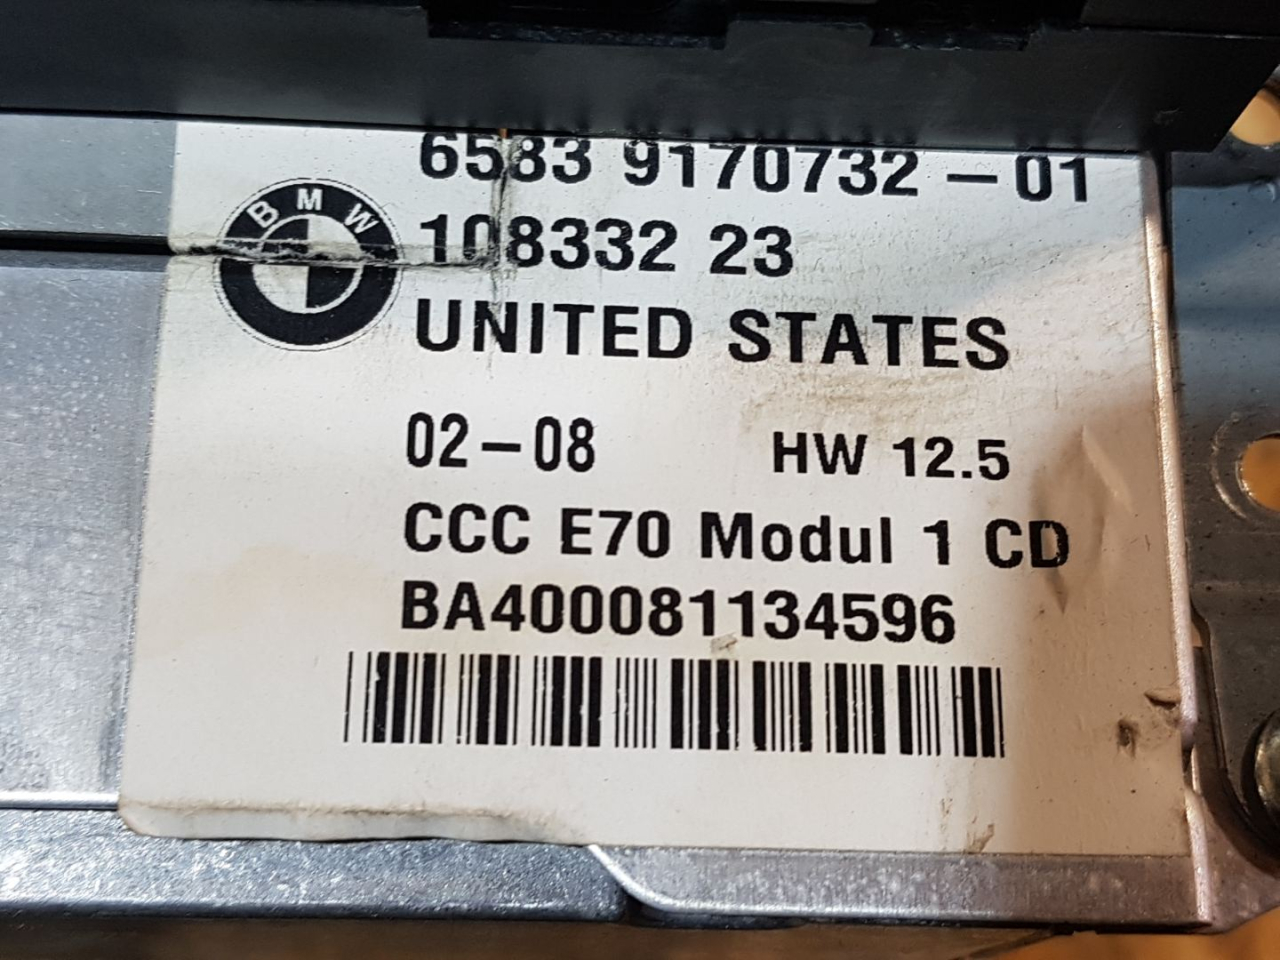 6583 9170732-01
BMW
108332 23
UNITED STATES
02-08 HW 12.5
CCC E70 Modul 1 CD
BA400081134596